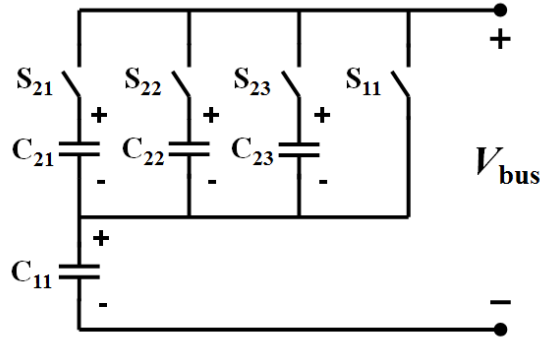 +
S21 S22 S23 S11
+ + +
C21 C22 C23
Vbus
- - -
+
C11
-
−